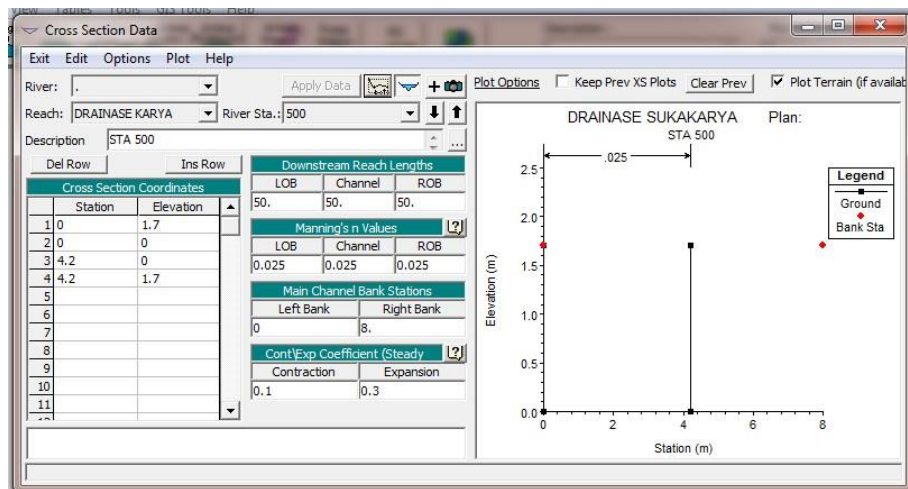 View Tables Tools GIS Tools Help
Cross Section Data
Exit Edit Options Plot Help
River: . Apply Data + Plot Options Keep Prev XS Plots Clear Prev Plot Terrain (if availab
Reach: DRAINASE KARYA River Sta.: 500
Description STA 500 ...
Del Row Ins Row
Cross Section Coordinates
Station Elevation
1 0 1.7
2 0 0
3 4.2 0
4 4.2 1.7
5
6
7
8
9
10
11
Downstream Reach Lengths
LOB Channel ROB
50. 50. 50.
Manning's n Values
LOB Channel ROB
0.025 0.025 0.025
Main Channel Bank Stations
Left Bank Right Bank
0 8.
Cont\Exp Coefficient (Steady
Contraction Expansion
0.1 0.3
DRAINASE SUKAKARYA Plan:
STA 500
.025
Legend
Ground
Bank Sta
2.5
2.0
1.5
1.0
0.5
0.0
Elevation (m)
0 2 4 6 8
Station (m)